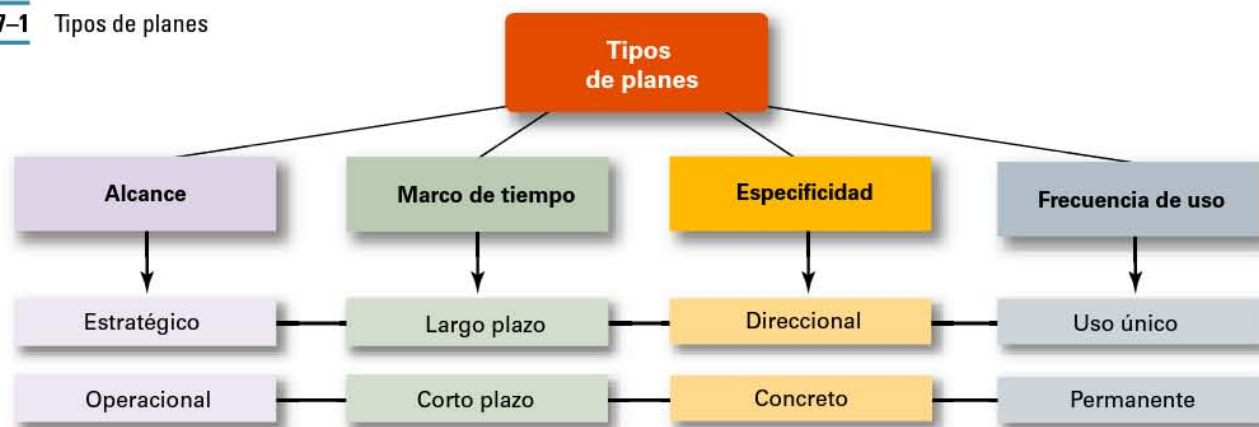 7–1 Tipos de planes
Tipos
de planes
Alcance
Marco de tiempo
Especificidad
Frecuencia de uso
Estratégico
Largo plazo
Direccional
Uso único
Operacional
Corto plazo
Concreto
Permanente